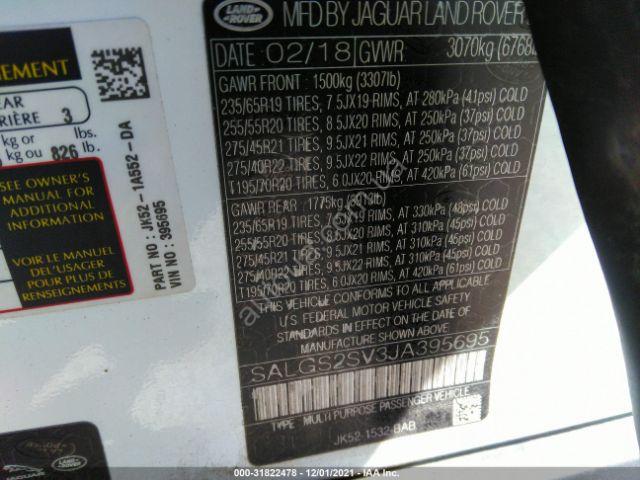 LAND-
ROVER
MFD BY JAGUAR LAND ROVER
DATE 02/18 GVWR 3070kg (6768
GAWR FRONT : 1500kg (3307lb)
235/65R19 TIRES, 7.5JX19 RIMS, AT 280kPa (41psi) COLD
255/55R20 TIRES, 8.5JX20 RIMS, AT 250kPa (37psi) COLD
275/45R21 TIRES, 9.5JX21 RIMS, AT 250kPa (37psi) COLD
275/40R22 TIRES, 9.5JX22 RIMS, AT 250kPa (37psi) COLD
T195/70R20 TIRES, 6.0JX20 RIMS, AT 420kPa (61psi) COLD
GAWR REAR : 1775kg
235/65R19 TIRES, RIMS, AT 330kPa (48psi) COLD
255/55R20 TIRES, RIMS, AT 310kPa (45psi) COLD
275/45R21 TIRES, 9.5JX21 RIMS, AT 310kPa (45psi) COLD
275/40R22 TIRES, 9.5JX22 RIMS, AT 310kPa (45psi) COLD
T195/70R20 TIRES, 6.0JX20 RIMS, AT 420kPa (61psi) COLD
THIS VEHICLE CONFORMS TO ALL APPLICABLE
U.S FEDERAL MOTOR VEHICLE SAFETY
STANDARDS IN EFFECT ON THE DATE OF
MANUFACTURE SHOWN ABOVE
SALGS2SV3JA395695
TYPE: MULTI PURPOSE PASSENGER VEHICLE
JK52-1532-BAB
EMENT
EAR
RIÈRE 3
kg or lbs.
kg ou 826 lb.
SEE OWNER'S
MANUAL FOR
ADDITIONAL
INFORMATION
VOIR LE MANUEL
DE L'USAGER
POUR PLUS DE
RENSEIGNEMENTS
PART NO : JK52- 1A552 -DA
VIN NO : 395695
JAGUAR
LAND-
ROVER
000-31822478 - 12/01/2021 - IAAI.com